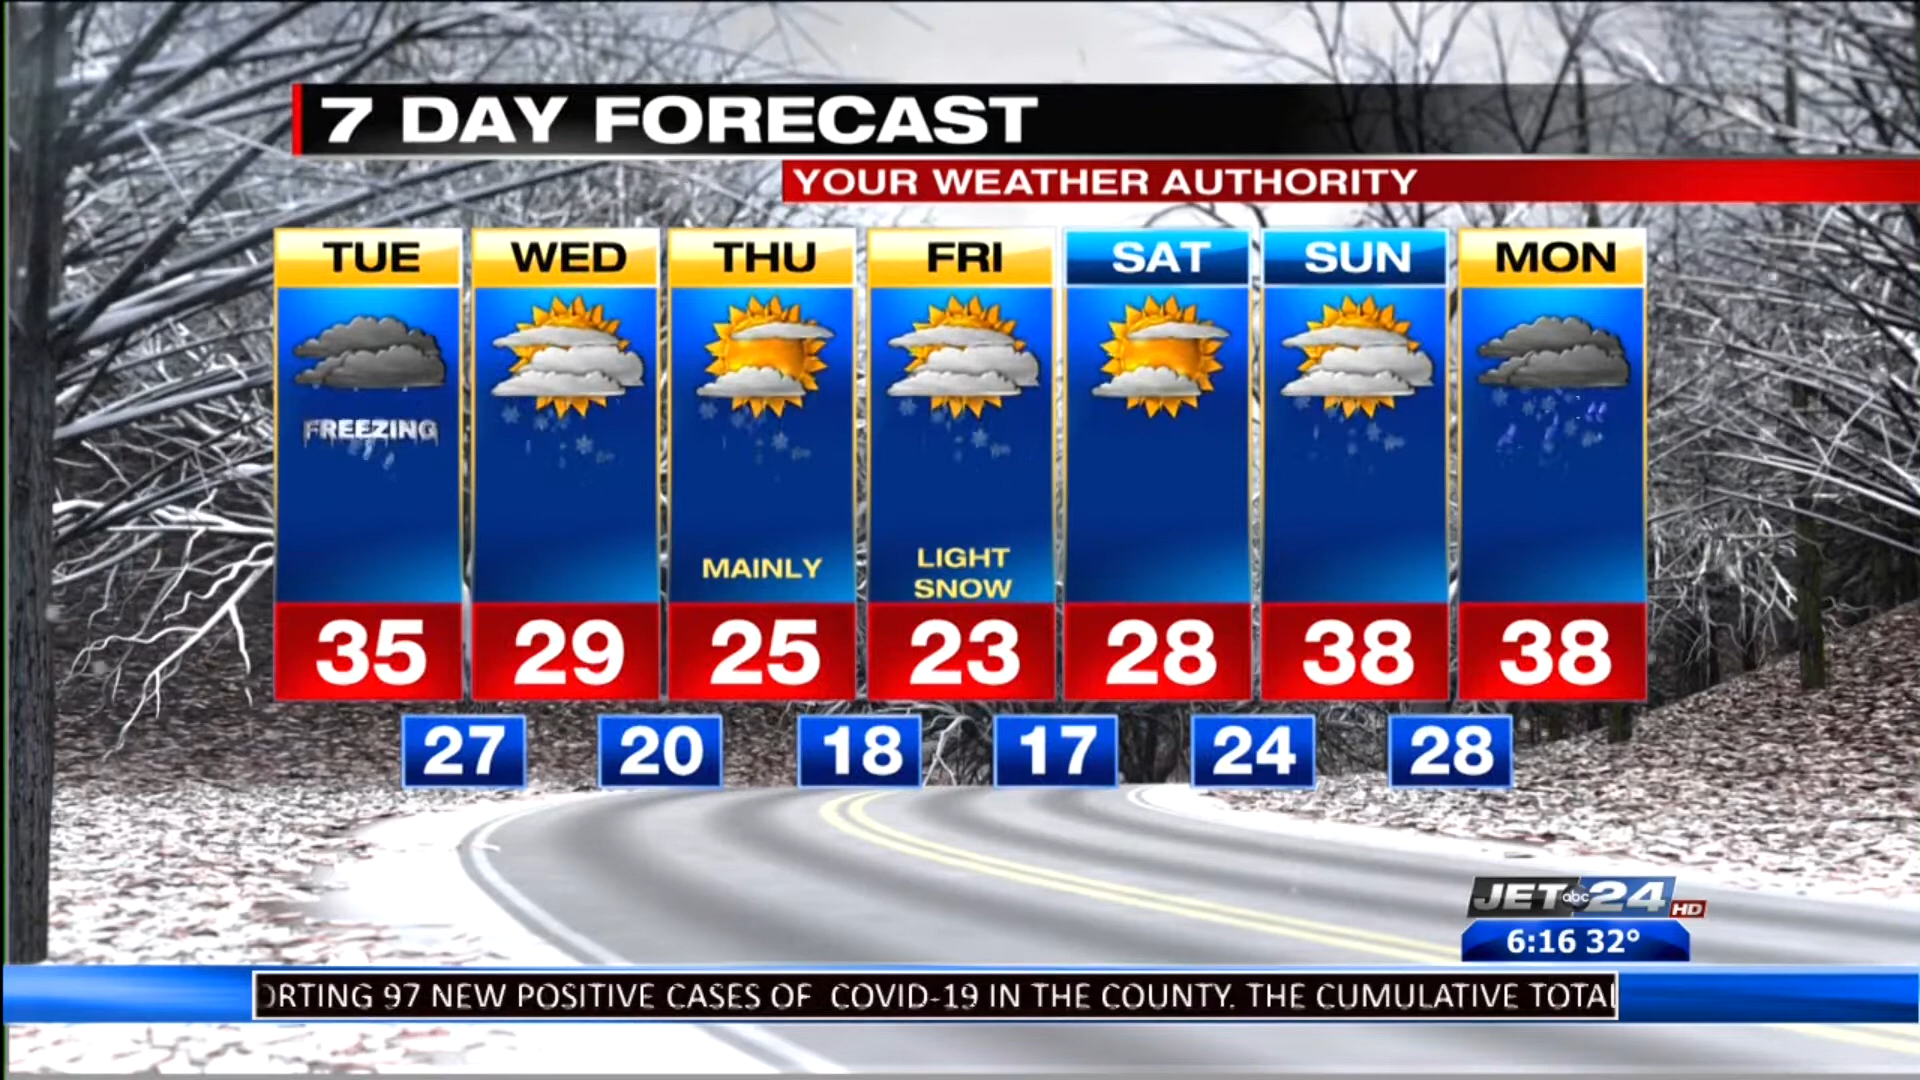 7 DAY FORECAST
YOUR WEATHER AUTHORITY
TUE WED THU FRI SAT SUN MON
FREEZING
MAINLY
LIGHT
SNOW
35 29 25 23 28 38 38
27 20 18 17 24 28
JET abc 24 HD
6:16 32°
97 NEW POSITIVE CASES OF COVID-19 IN THE COUNTY. THE CUMULATIVE TOTAL